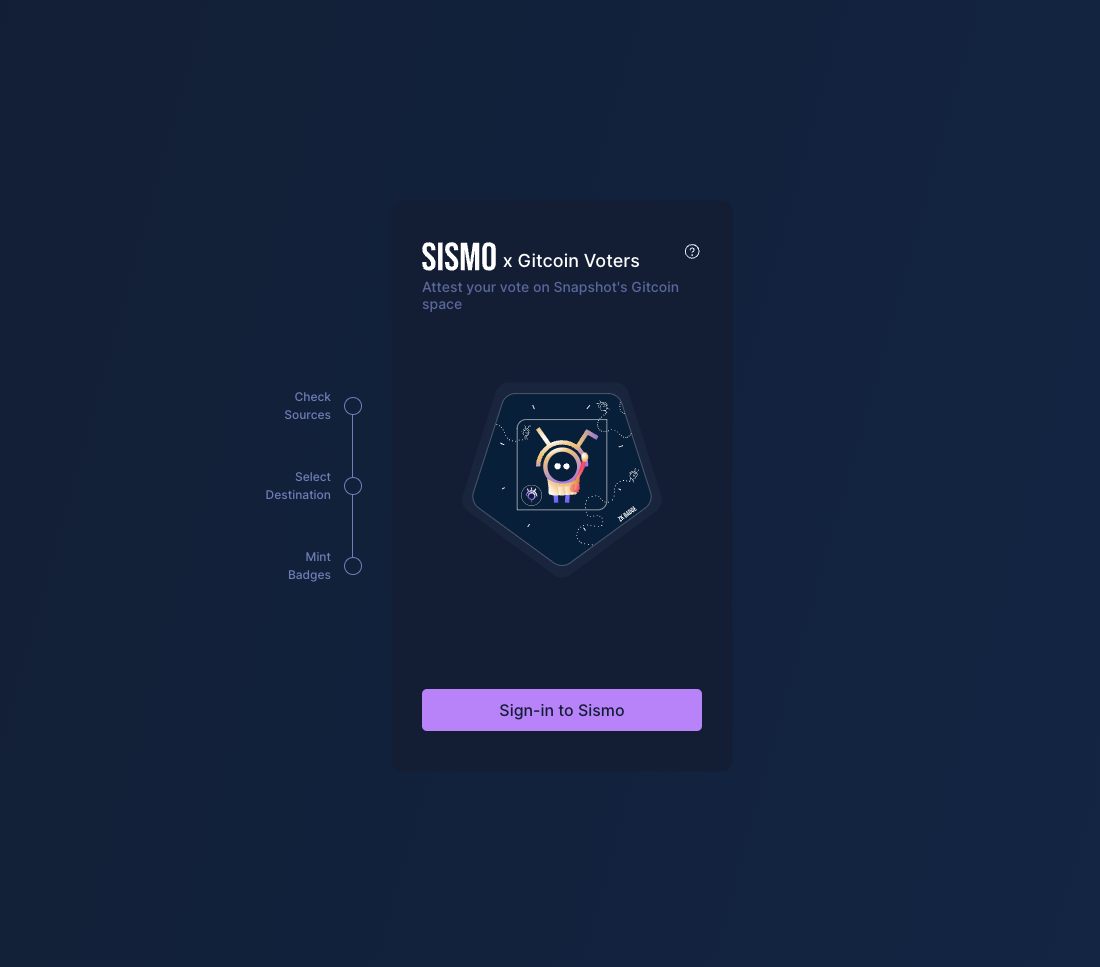 SISMO x Gitcoin Voters
Attest your vote on Snapshot's Gitcoin
space
Check
Sources
Select
Destination
Mint
Badges
ZK BADGE
Sign-in to Sismo